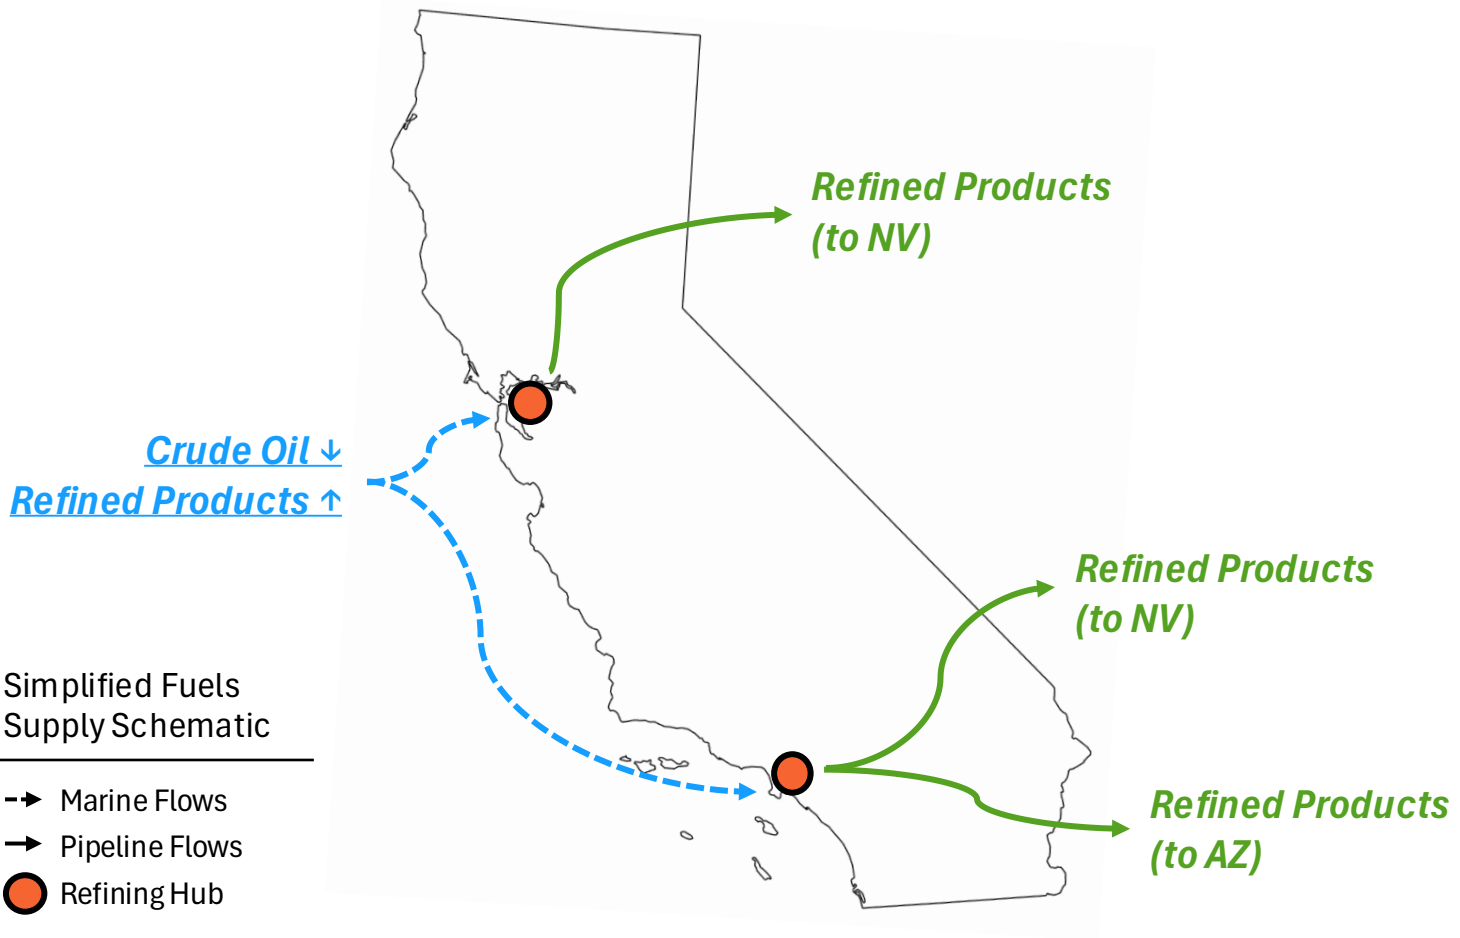 Refined Products
(to NV)
Crude Oil ↓
Refined Products ↑
Refined Products
(to NV)
Simplified Fuels
Supply Schematic
Marine Flows
Pipeline Flows
Refining Hub
Refined Products
(to AZ)